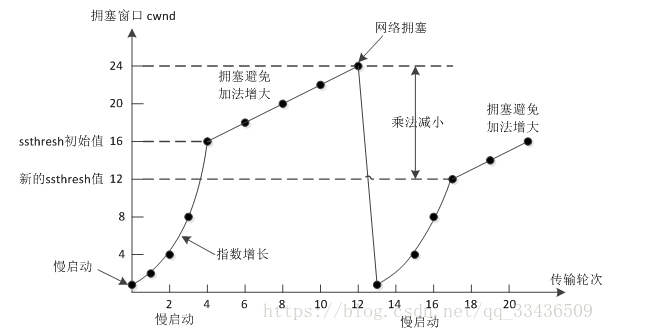 拥塞窗口 cwnd
网络拥塞
24
拥塞避免
加法增大
20
拥塞避免
加法增大
乘法减小
ssthresh初始值
16
新的ssthresh值
12
8
4
指数增长
慢启动
传输轮次
2
4
6
8
10
12
14
16
18
20
慢启动
慢启动
https://blog.csdn.net/qq_33436509